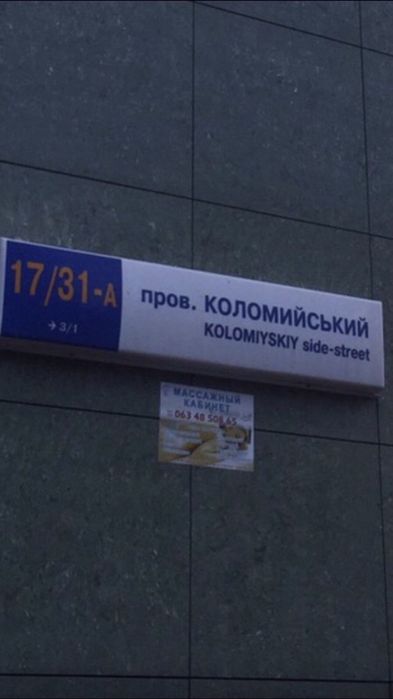 17/31-А
→ 3/1
пров. КОЛОМИЙСЬКИЙ
KOLOMIYSKIY side-street
МАССАЖНЫЙ
КАБИНЕТ
063 48 508 65